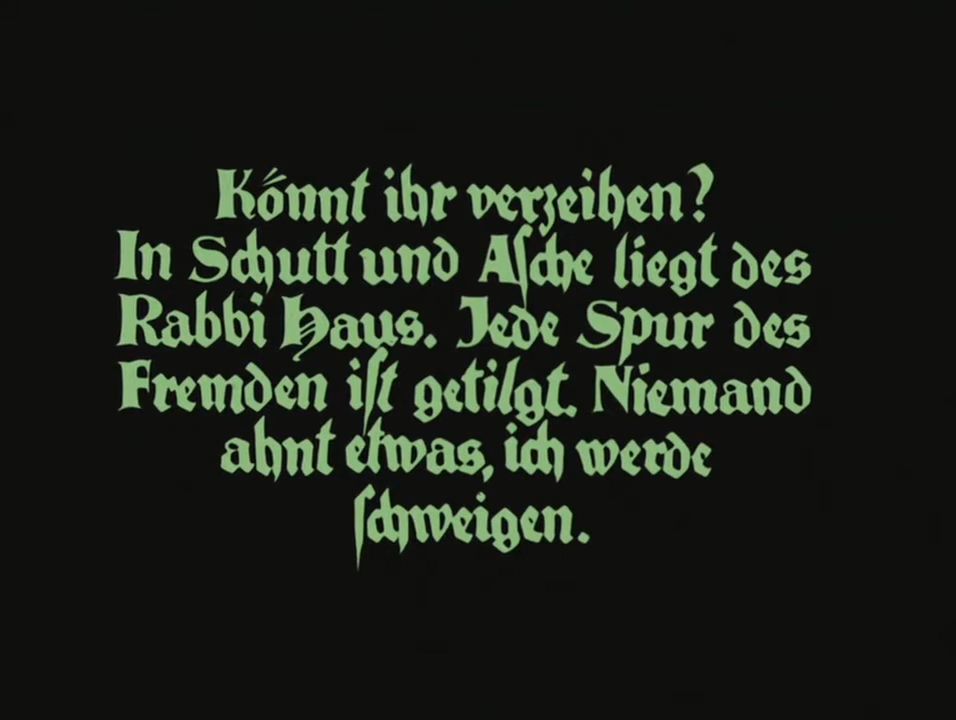 Könnt ihr verzeihen?
In Schutt und Aſche liegt des
Rabbi Haus. Jede Spur des
Fremden iſt getilgt. Niemand
ahnt etwas, ich werde
ſchweigen.